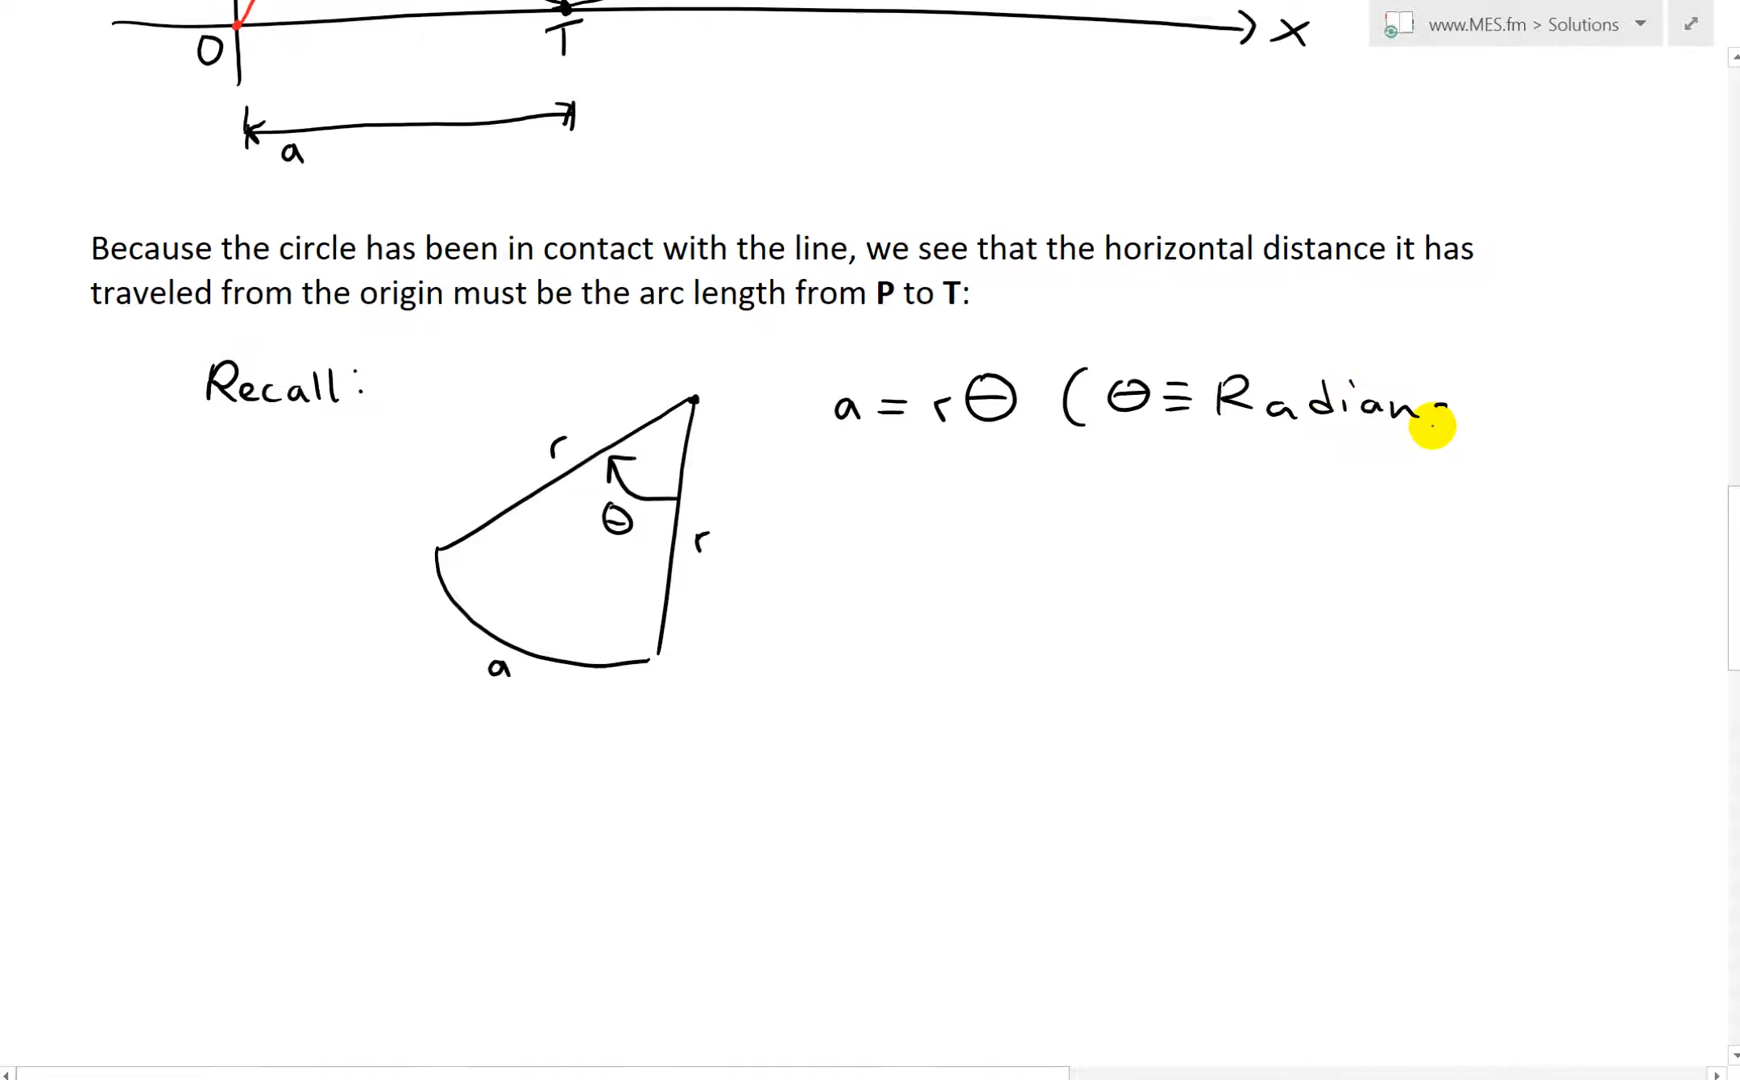 www.MES.fm > Solutions
O
T
X
a
Because the circle has been in contact with the line, we see that the horizontal distance it has
traveled from the origin must be the arc length from P to T:
Recall:
a = rθ ( θ ≡ Radian
r
θ
r
a